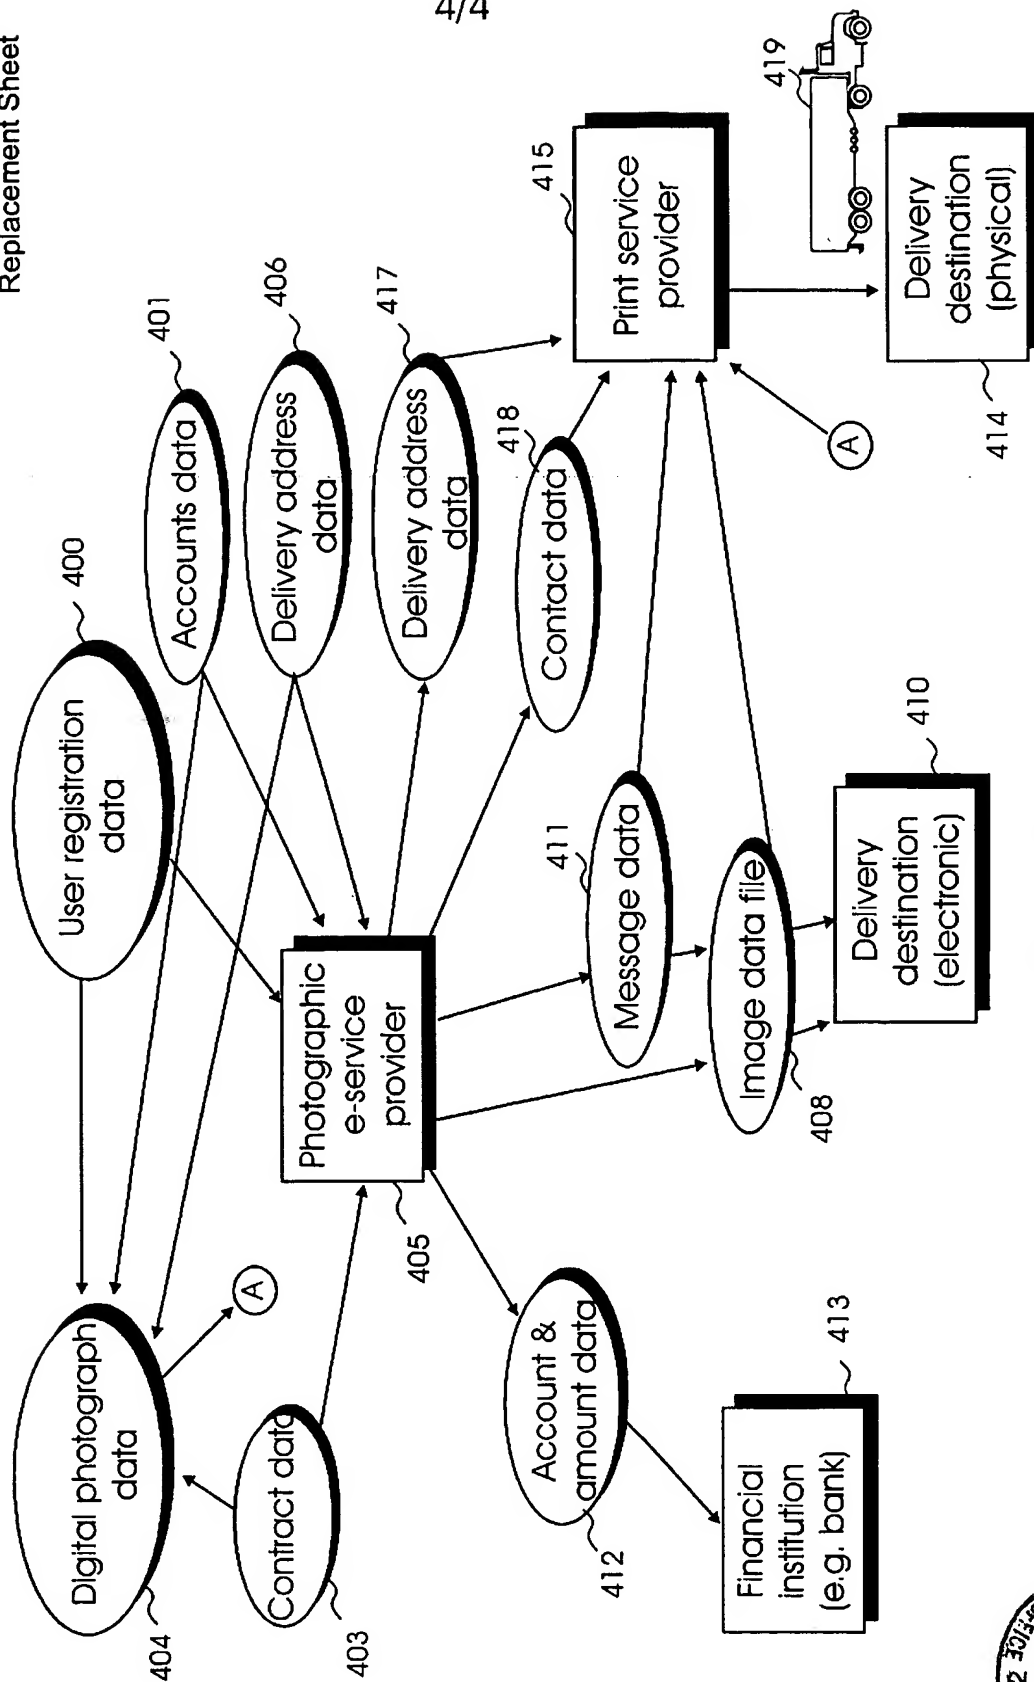 Replacement Sheet
4/4
User registration
data
400
Accounts data
401
Delivery address
data
406
Delivery address
data
417
Contact data
418
Print service
provider
415
419
Delivery
destination
(physical)
414
A
Digital photograph
data
404
A
Contract data
403
Photographic
e-service
provider
405
Message data
411
Image data file
408
Delivery
destination
(electronic)
410
Account &
amount data
412
Financial
institution
(e.g. bank)
413